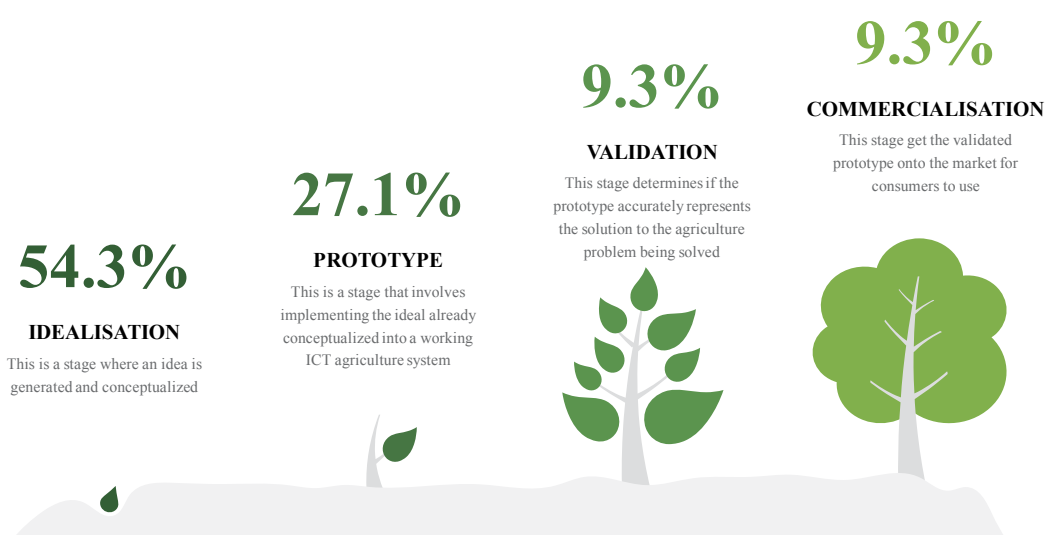 54.3%
IDEALISATION
This is a stage where an idea is
generated and conceptualized
27.1%
PROTOTYPE
This is a stage that involves
implementing the ideal already
conceptualized into a working
ICT agriculture system
9.3%
VALIDATION
This stage determines if the
prototype accurately represents
the solution to the agriculture
problem being solved
9.3%
COMMERCIALISATION
This stage get the validated
prototype onto the market for
consumers to use